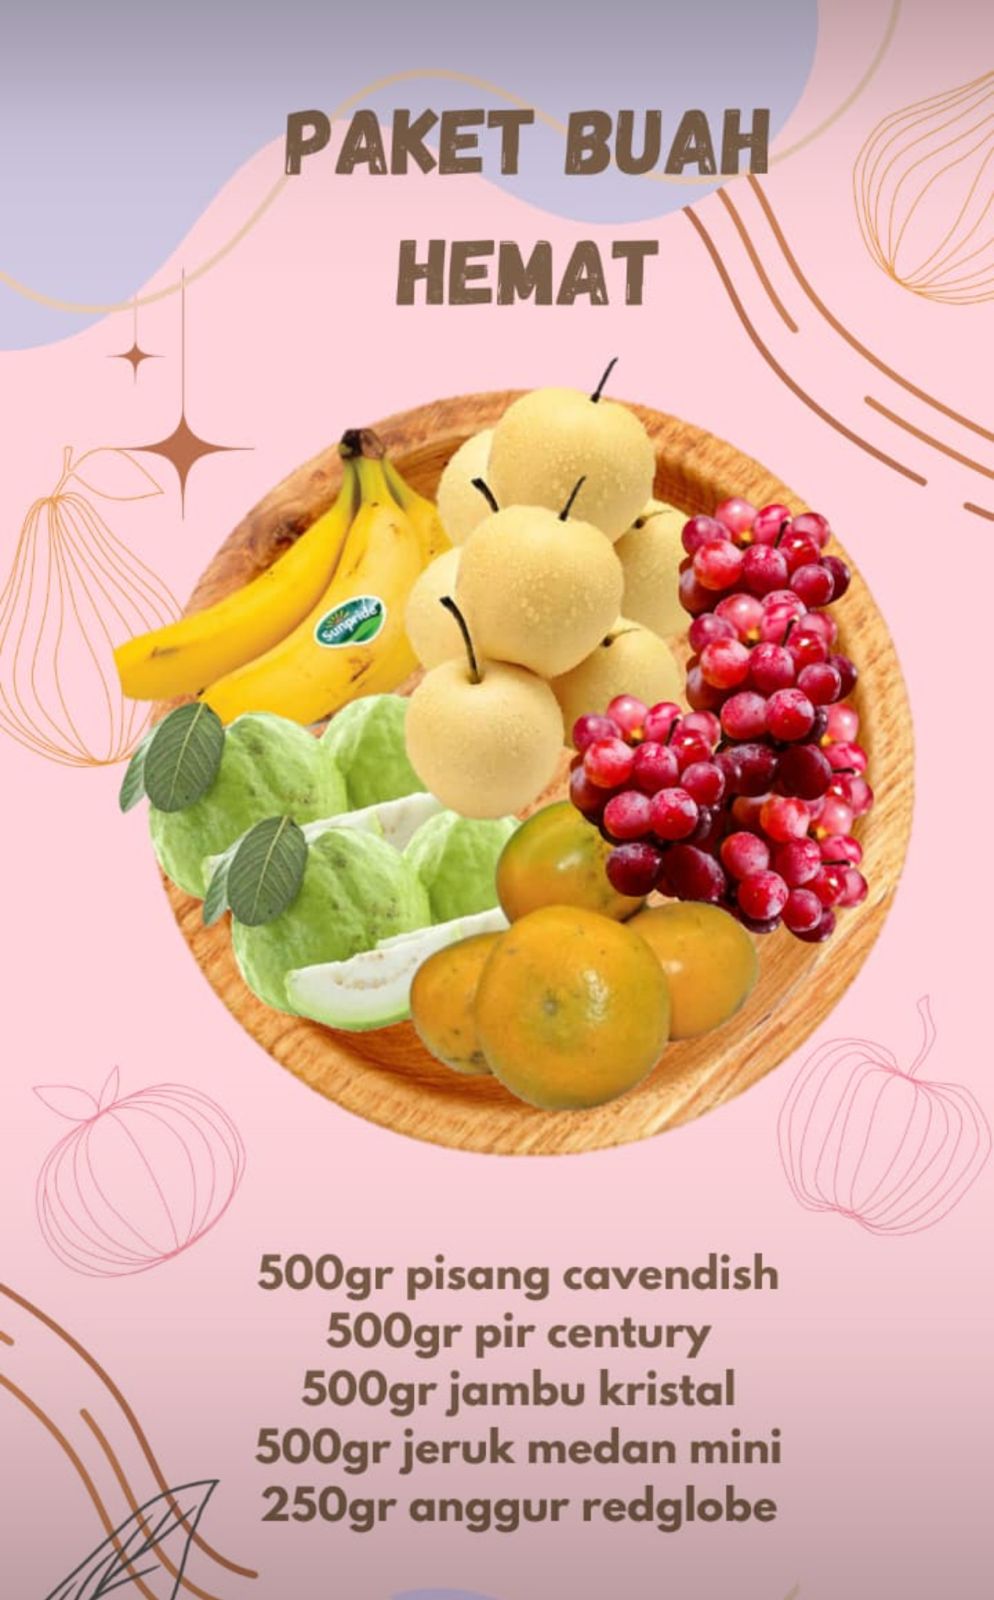 PAKET BUAH
HEMAT
Sunpride
500gr pisang cavendish
500gr pir century
500gr jambu kristal
500gr jeruk medan mini
250gr anggur redglobe